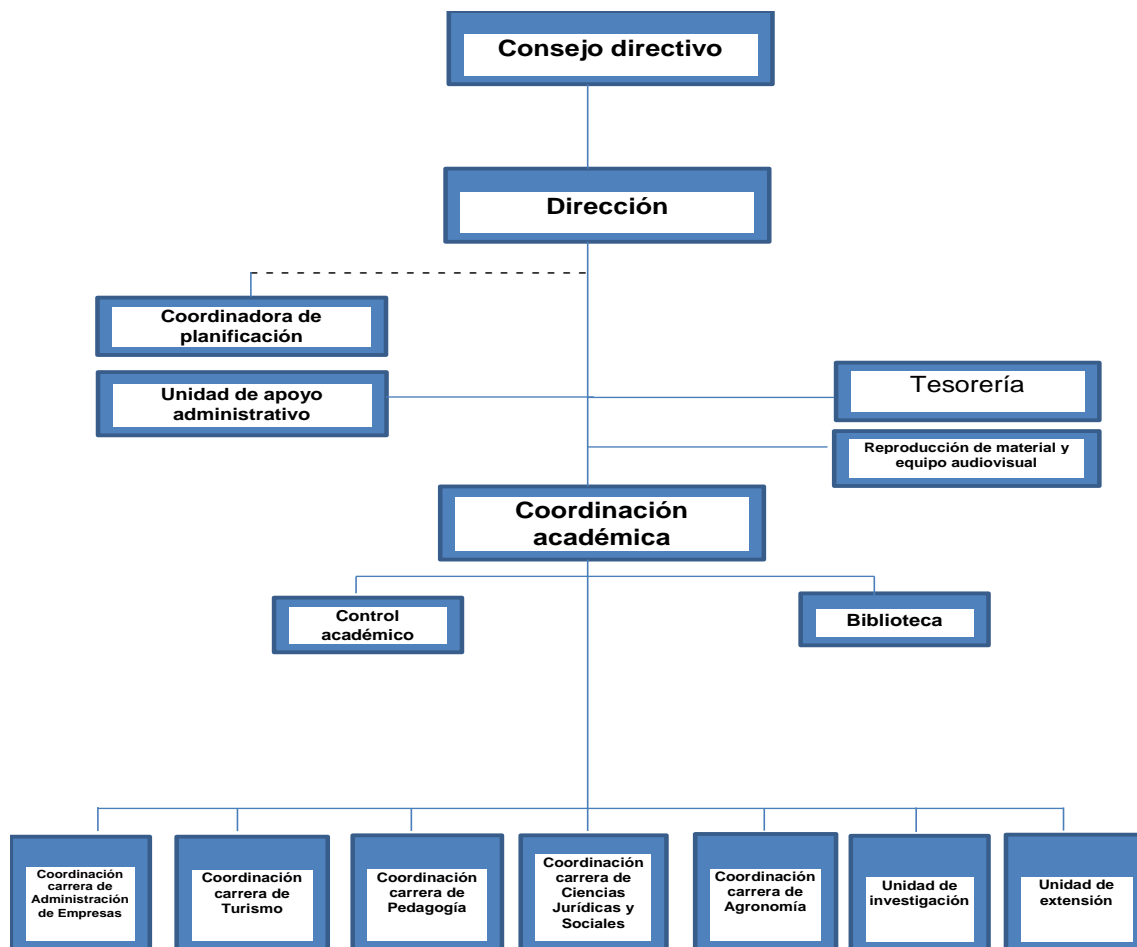 Consejo directivo
Dirección
Coordinadora de
planificación
Unidad de apoyo
administrativo
Tesorería
Reproducción de material y
equipo audiovisual
Coordinación
académica
Control
académico
Biblioteca
Coordinación
carrera de
Administración
de Empresas
Coordinación
carrera de
Turismo
Coordinación
carrera de
Pedagogía
Coordinación
carrera de
Ciencias
Jurídicas y
Sociales
Coordinación
carrera de
Agronomía
Unidad de
investigación
Unidad de
extensión